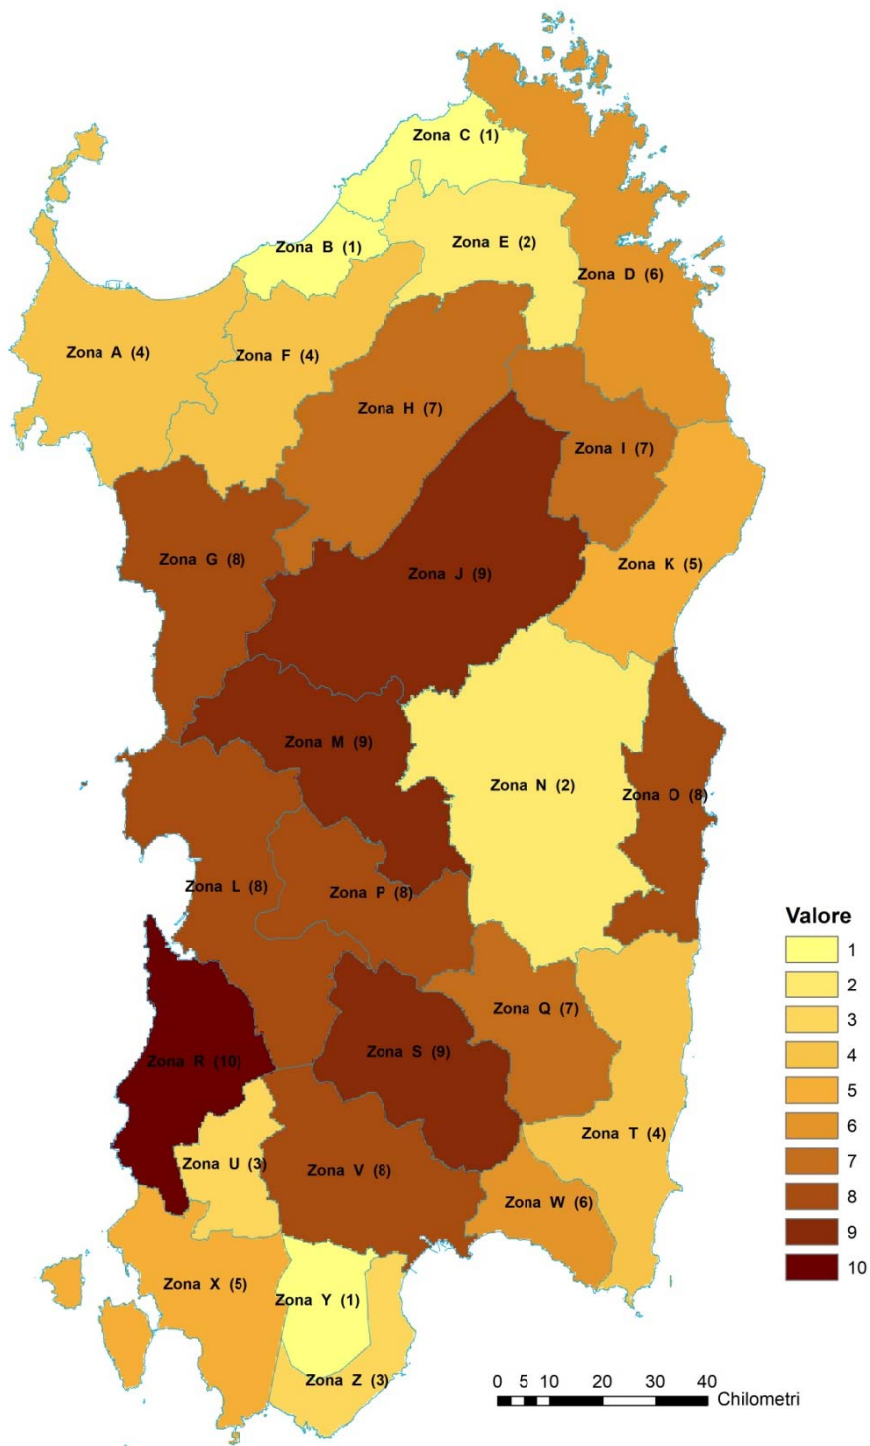 Zona C (1)
Zona B (1)
Zona E (2)
Zona D (6)
Zona A (4)
Zona F (4)
Zona H (7)
Zona I (7)
Zona G (8)
Zona J (9)
Zona K (5)
Zona M (9)
Zona N (2)
Zona O (8)
Zona L (8)
Zona P (8)
Zona Q (7)
Zona R (10)
Zona S (9)
Zona T (4)
Zona U (3)
Zona V (8)
Zona W (6)
Zona X (5)
Zona Y (1)
Zona Z (3)
Valore
1
2
3
4
5
6
7
8
9
10
0 5 10 20 30 40
Chilometri